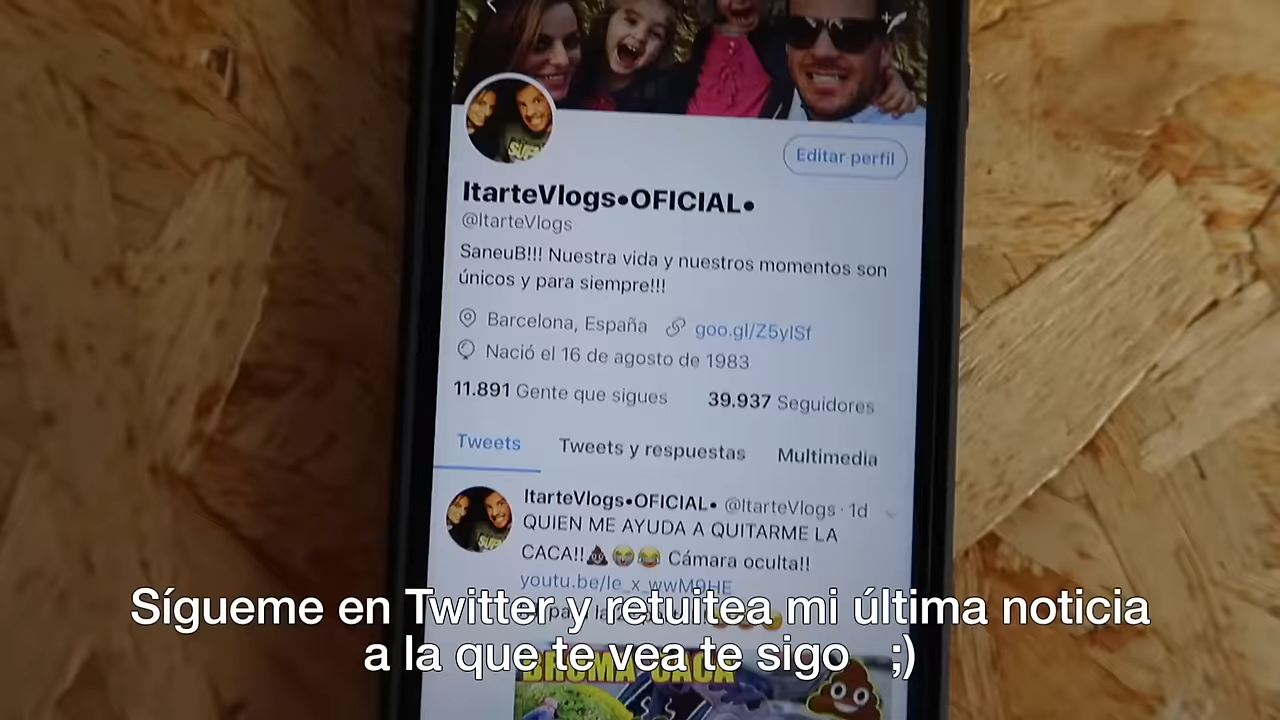 Editar perfil
ItarteVlogs•OFICIAL•
@ItarteVlogs
SaneuB!!! Nuestra vida y nuestros momentos son
únicos y para siempre!!!
Barcelona, España goo.gl/Z5ylSf
Nació el 16 de agosto de 1983
11.891 Gente que sigues 39.937 Seguidores
Tweets Tweets y respuestas Multimedia
ItarteVlogs•OFICIAL• @ItarteVlogs · 1d
QUIEN ME AYUDA A QUITARME LA
CACA!!💩😭😂 Cámara oculta!!
youtu.be/le_x_wwM9HE
Sígueme en Twitter y retuitea mi última noticia
a la que te vea te sigo ;)
BROMA CACA